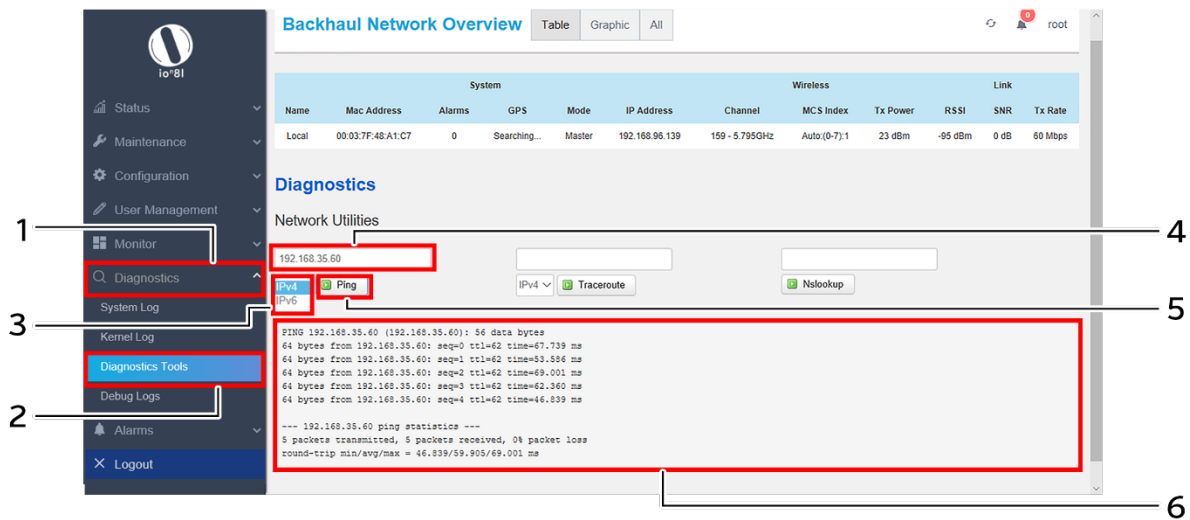 Backhaul Network Overview Table Graphic All 0 root
io"8I
System Wireless Link
Name Mac Address Alarms GPS Mode IP Address Channel MCS Index Tx Power RSSI SNR Tx Rate
Local 00:03:7F:48:A1:C7 0 Searching... Master 192.168.96.139 159 - 5.795GHz Auto:(0-7):1 23 dBm -95 dBm 0 dB 60 Mbps
Status
Maintenance
Configuration
User Management
Monitor
Diagnostics
System Log
Kernel Log
Diagnostics Tools
Debug Logs
Alarms
Logout
Diagnostics
Network Utilities
192.168.35.60
IPv4 Ping IPv4 Traceroute Nslookup
IPv6
PING 192.168.35.60 (192.168.35.60): 56 data bytes
64 bytes from 192.168.35.60: seq=0 ttl=62 time=67.739 ms
64 bytes from 192.168.35.60: seq=1 ttl=62 time=53.586 ms
64 bytes from 192.168.35.60: seq=2 ttl=62 time=69.001 ms
64 bytes from 192.168.35.60: seq=3 ttl=62 time=62.360 ms
64 bytes from 192.168.35.60: seq=4 ttl=62 time=46.839 ms
--- 192.168.35.60 ping statistics ---
5 packets transmitted, 5 packets received, 0% packet loss
round-trip min/avg/max = 46.839/59.905/69.001 ms
1
2
3
4
5
6